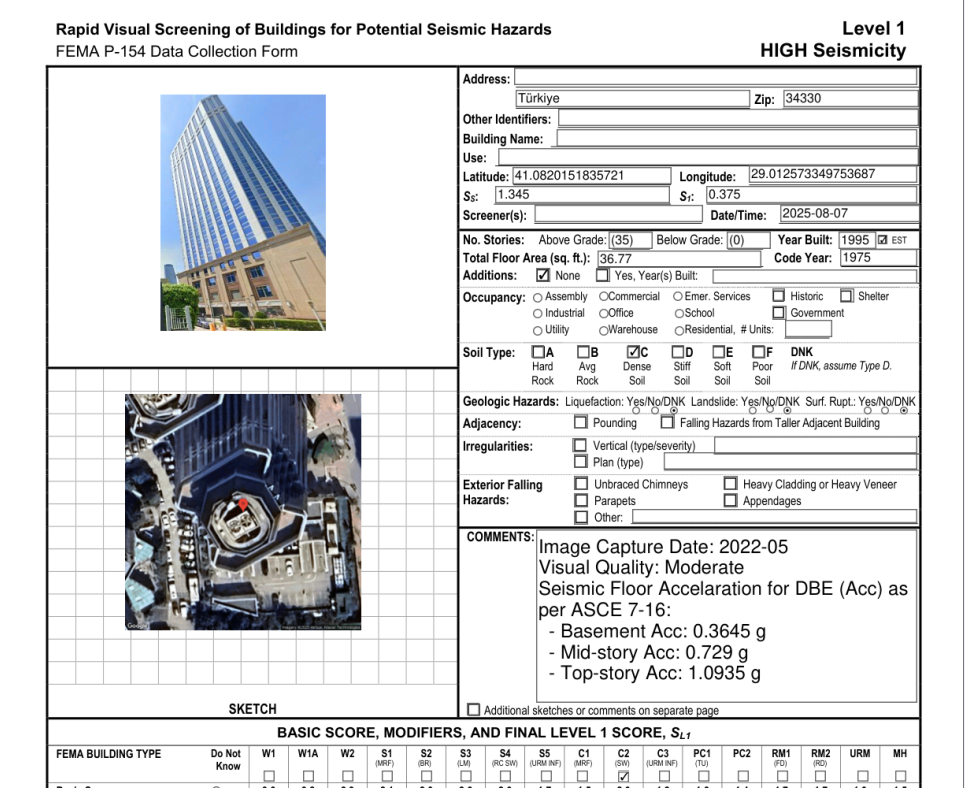 Rapid Visual Screening of Buildings for Potential Seismic Hazards
FEMA P-154 Data Collection Form
Level 1
HIGH Seismicity
Address:
Türkiye Zip: 34330
Other Identifiers:
Building Name:
Use:
Latitude: 41.0820151835721 Longitude: 29.012573349753687
SS: 1.345 S1: 0.375
Screener(s): Date/Time: 2025-08-07
No. Stories: Above Grade: (35) Below Grade: (0) Year Built: 1995 EST
Total Floor Area (sq. ft.): 36.77 Code Year: 1975
Additions: None Yes, Year(s) Built:
Occupancy: Assembly Commercial Emer. Services Historic Shelter
Industrial Office School Government
Utility Warehouse Residential, # Units:
Soil Type: A B C D E F DNK
Hard Avg Dense Stiff Soft Poor If DNK, assume Type D.
Rock Rock Soil Soil Soil Soil
Geologic Hazards: Liquefaction: Yes/No/DNK Landslide: Yes/No/DNK Surf. Rupt.: Yes/No/DNK
Adjacency: Pounding Falling Hazards from Taller Adjacent Building
Irregularities: Vertical (type/severity)
Plan (type)
Exterior Falling Hazards: Unbraced Chimneys Heavy Cladding or Heavy Veneer
Parapets Appendages
Other:
COMMENTS:
Image Capture Date: 2022-05
Visual Quality: Moderate
Seismic Floor Accelaration for DBE (Acc) as
per ASCE 7-16:
- Basement Acc: 0.3645 g
- Mid-story Acc: 0.729 g
- Top-story Acc: 1.0935 g
Google
SKETCH
Additional sketches or comments on separate page
BASIC SCORE, MODIFIERS, AND FINAL LEVEL 1 SCORE, SL1
FEMA BUILDING TYPE Do Not Know W1 W1A W2 S1 (MRF) S2 (BR) S3 (LM) S4 (RC SW) S5 (URM INF) C1 (MRF) C2 (SW) C3 (URM INF) PC1 (TU) PC2 RM1 (FD) RM2 (RD) URM MH